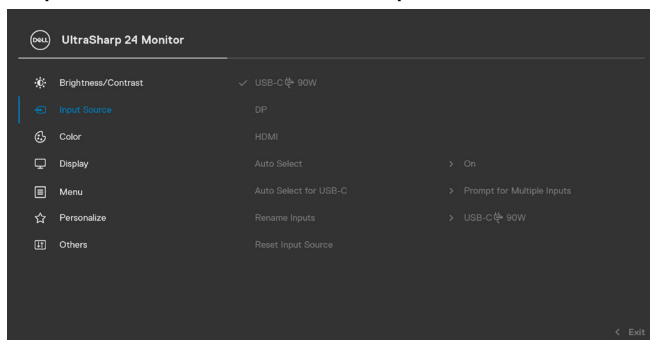 DELL UltraSharp 24 Monitor
Brightness/Contrast USB-C 90W
Input Source DP
Color HDMI
Display Auto Select > On
Menu Auto Select for USB-C > Prompt for Multiple Inputs
Personalize Rename Inputs > USB-C 90W
Others Reset Input Source
< Exit